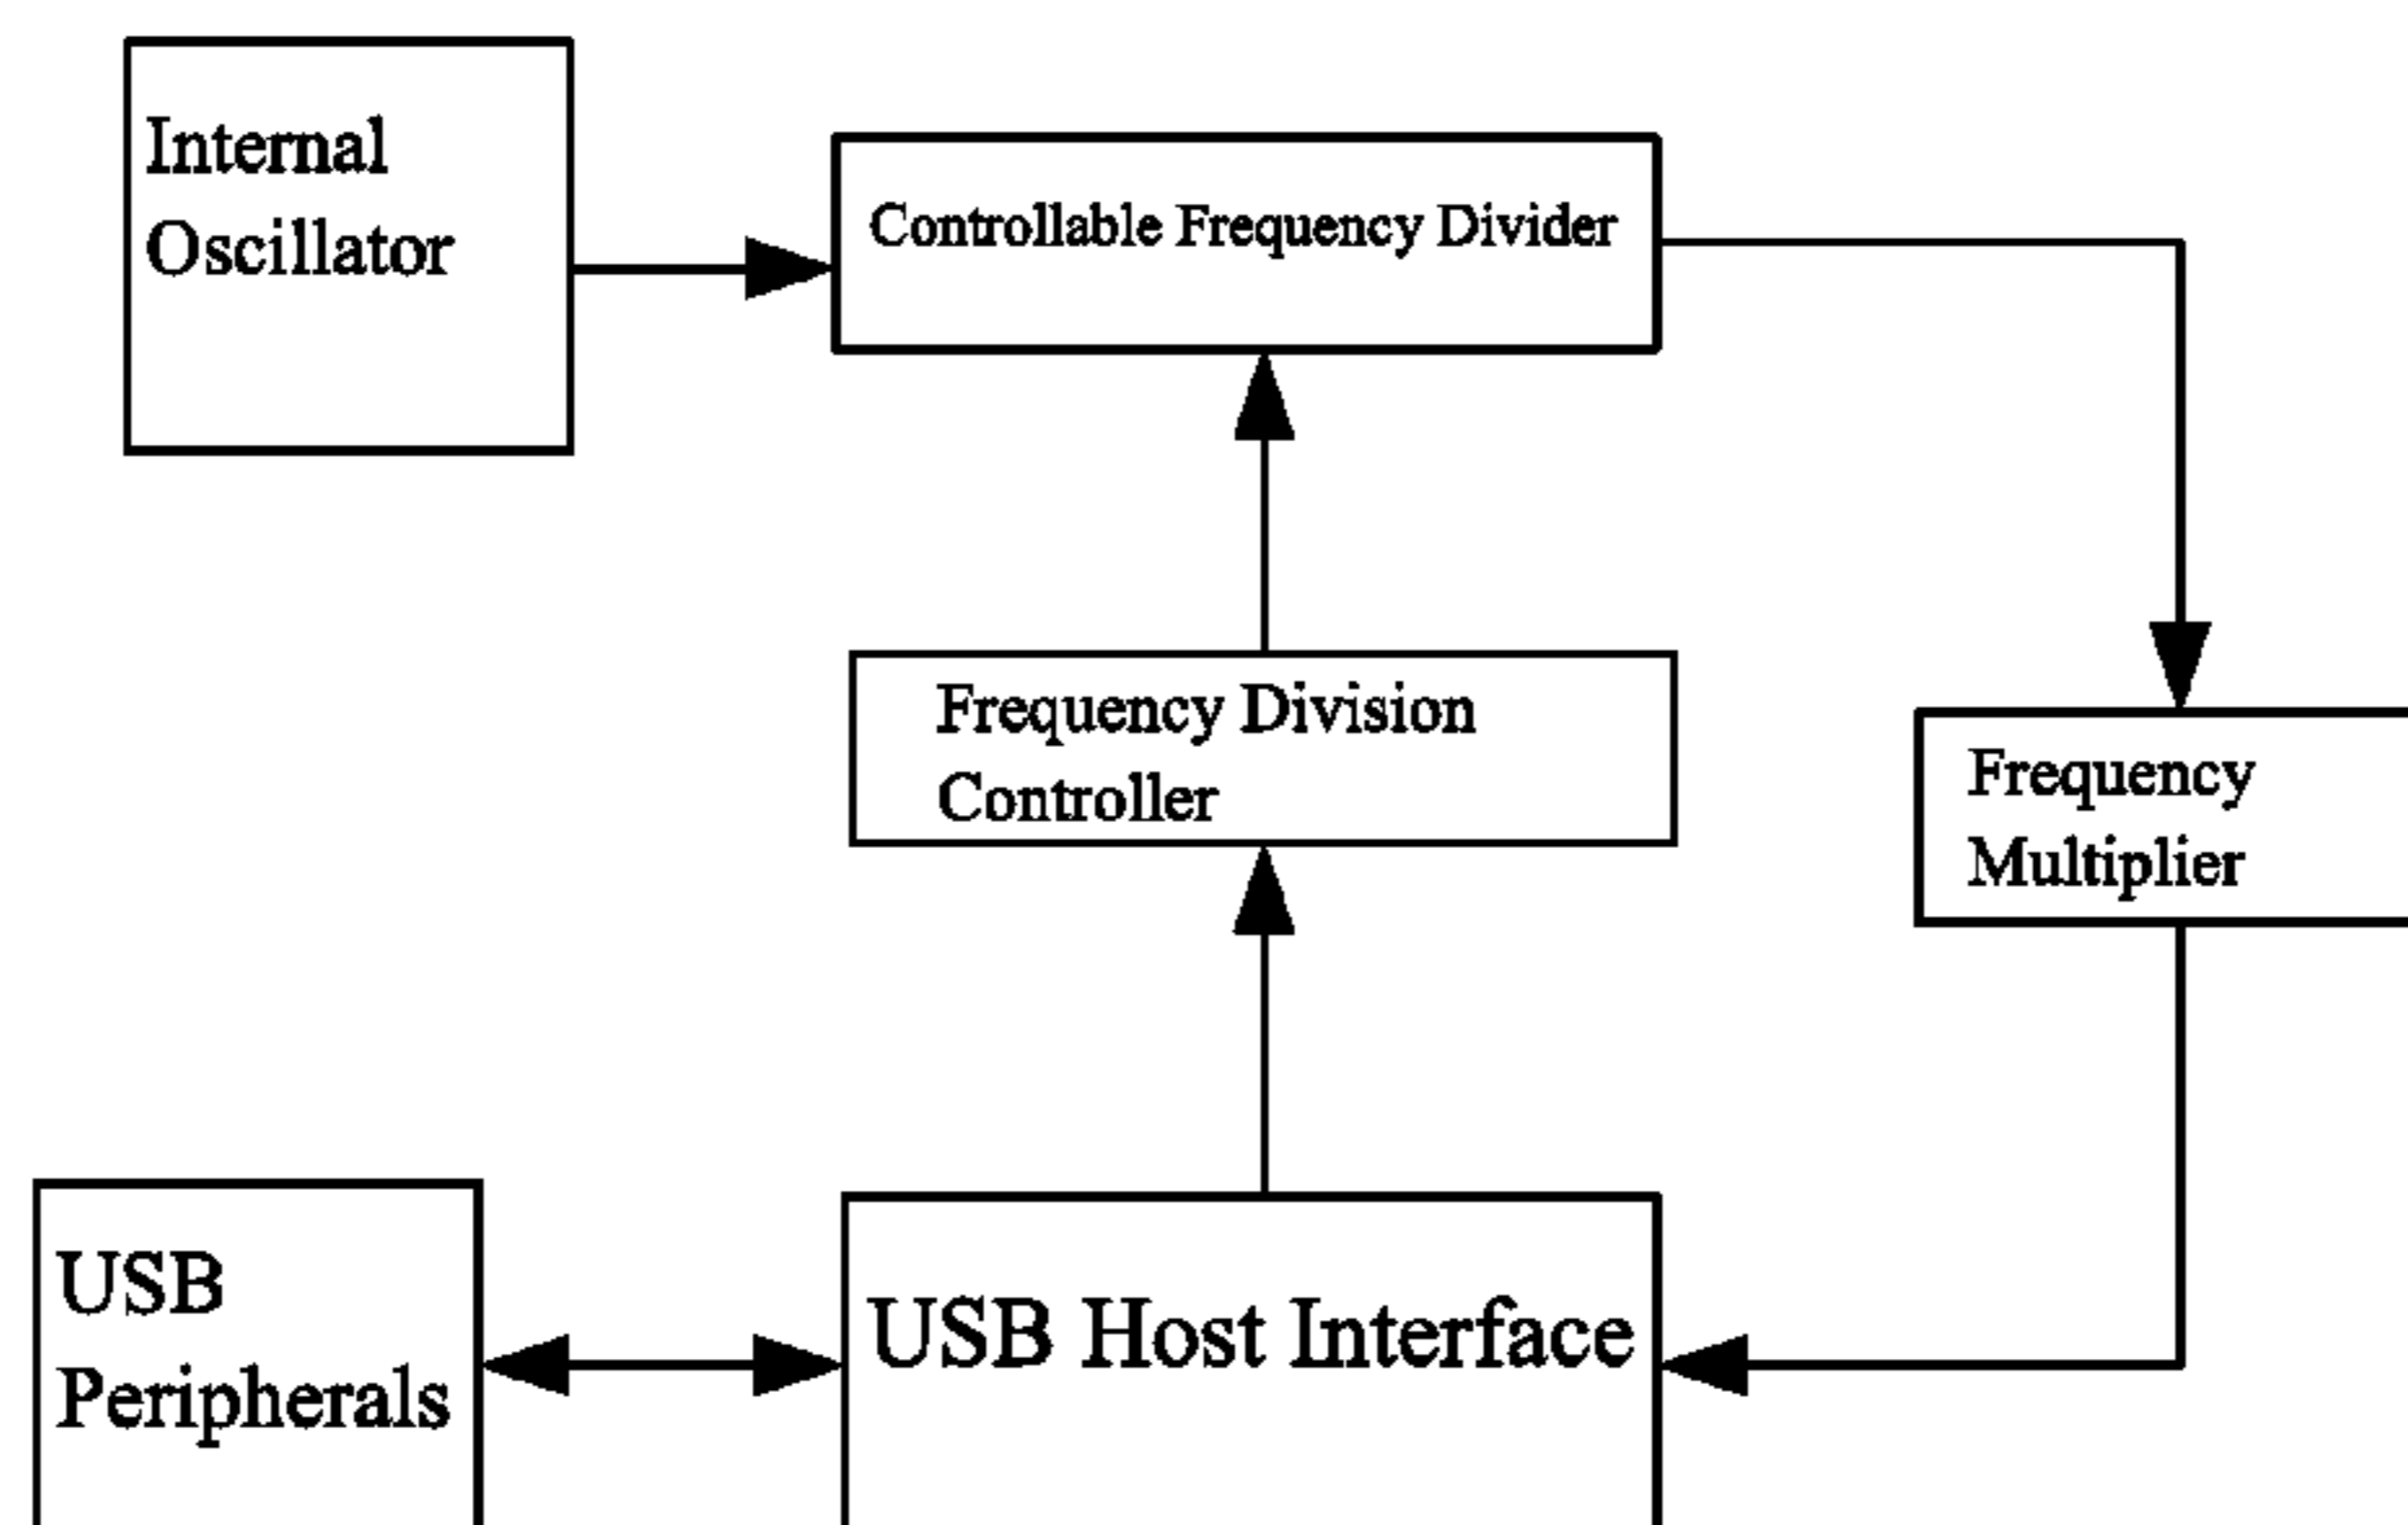 Internal
Oscillator
Controllable Frequency Divider
Frequency Division
Controller
Frequency
Multiplier
USB
Peripherals
USB Host Interface